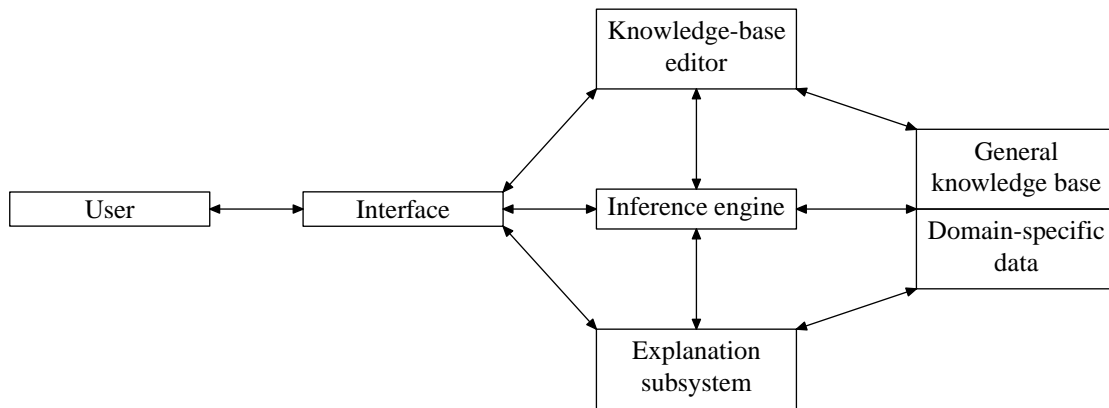 Knowledge-base
editor
General
knowledge base
User
Interface
Inference engine
Domain-specific
data
Explanation
subsystem